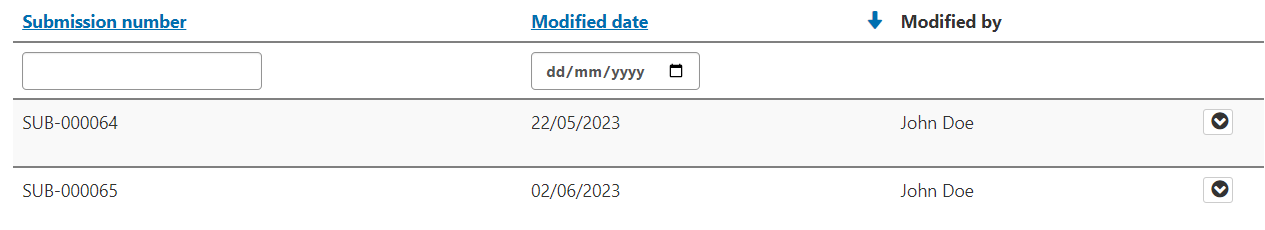 Submission number Modified date Modified by
dd/mm/yyyy
SUB-000064 22/05/2023 John Doe
SUB-000065 02/06/2023 John Doe